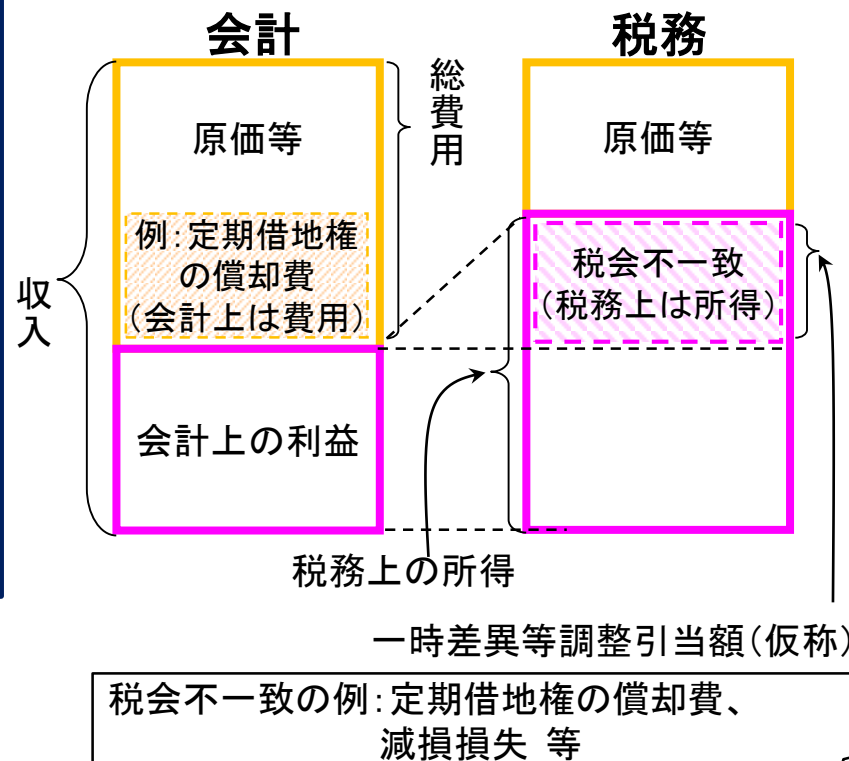 会計
税務
総費用
原価等
原価等
例：定期借地権
の償却費
（会計上は費用）
税会不一致
（税務上は所得）
収入
会計上の利益
税務上の所得
一時差異等調整引当額（仮称）
税会不一致の例：定期借地権の償却費、
減損損失 等